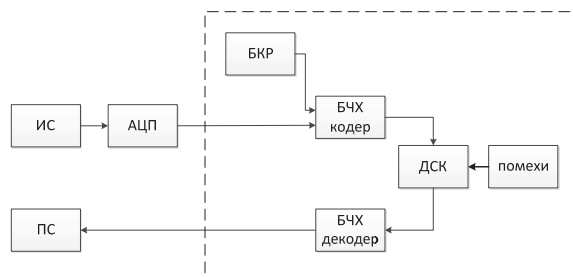 БКР
ИС
АЦП
БЧХ
кодер
ДСК
помехи
ПС
БЧХ
декодер